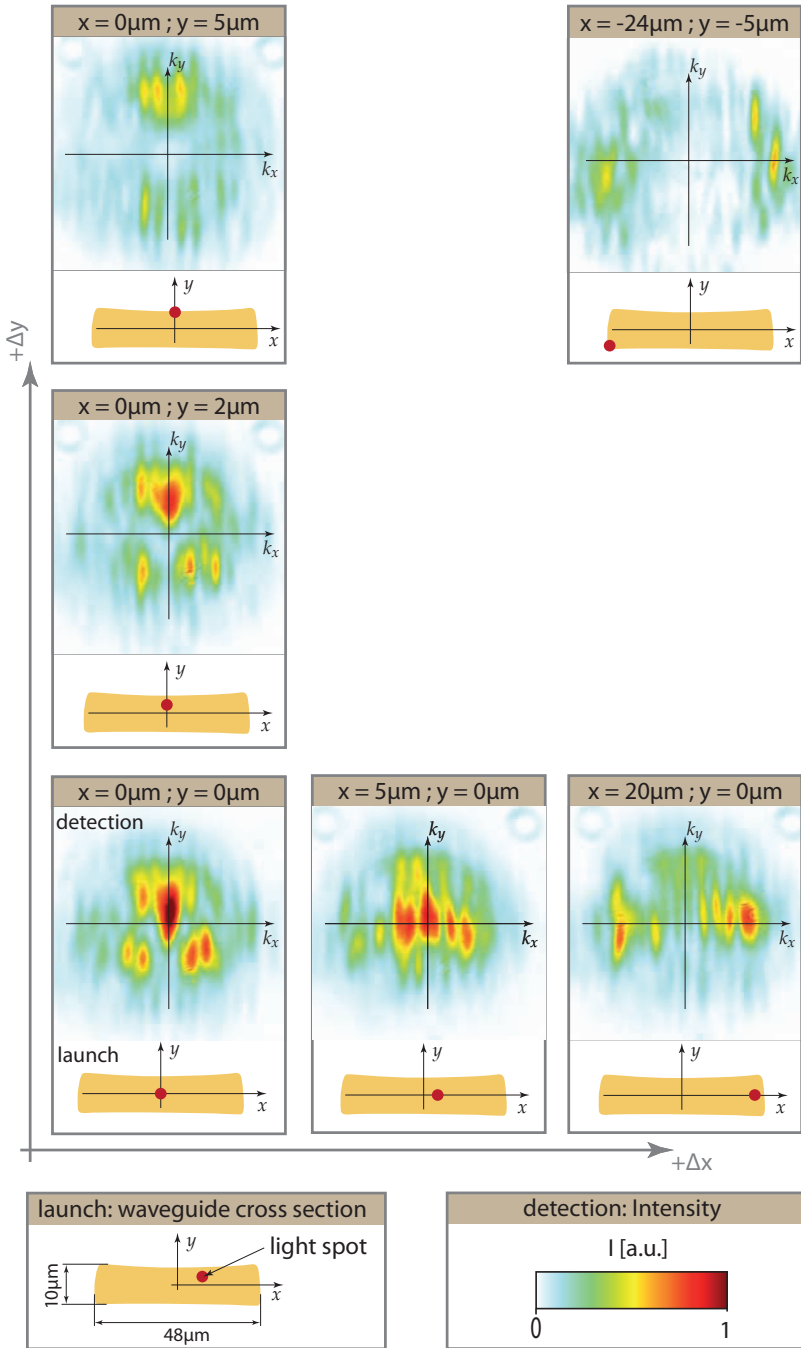 x = 0µm ; y = 5µm
k_y
k_x
y
x
x = -24µm ; y = -5µm
k_y
k_x
y
x
+Δy
x = 0µm ; y = 2µm
k_y
k_x
y
x
x = 0µm ; y = 0µm
detection
k_y
k_x
launch
y
x
x = 5µm ; y = 0µm
k_y
k_x
y
x
x = 20µm ; y = 0µm
k_y
k_x
y
x
+Δx
launch: waveguide cross section
y
light spot
x
10µm
48µm
detection: Intensity
I [a.u.]
0 1